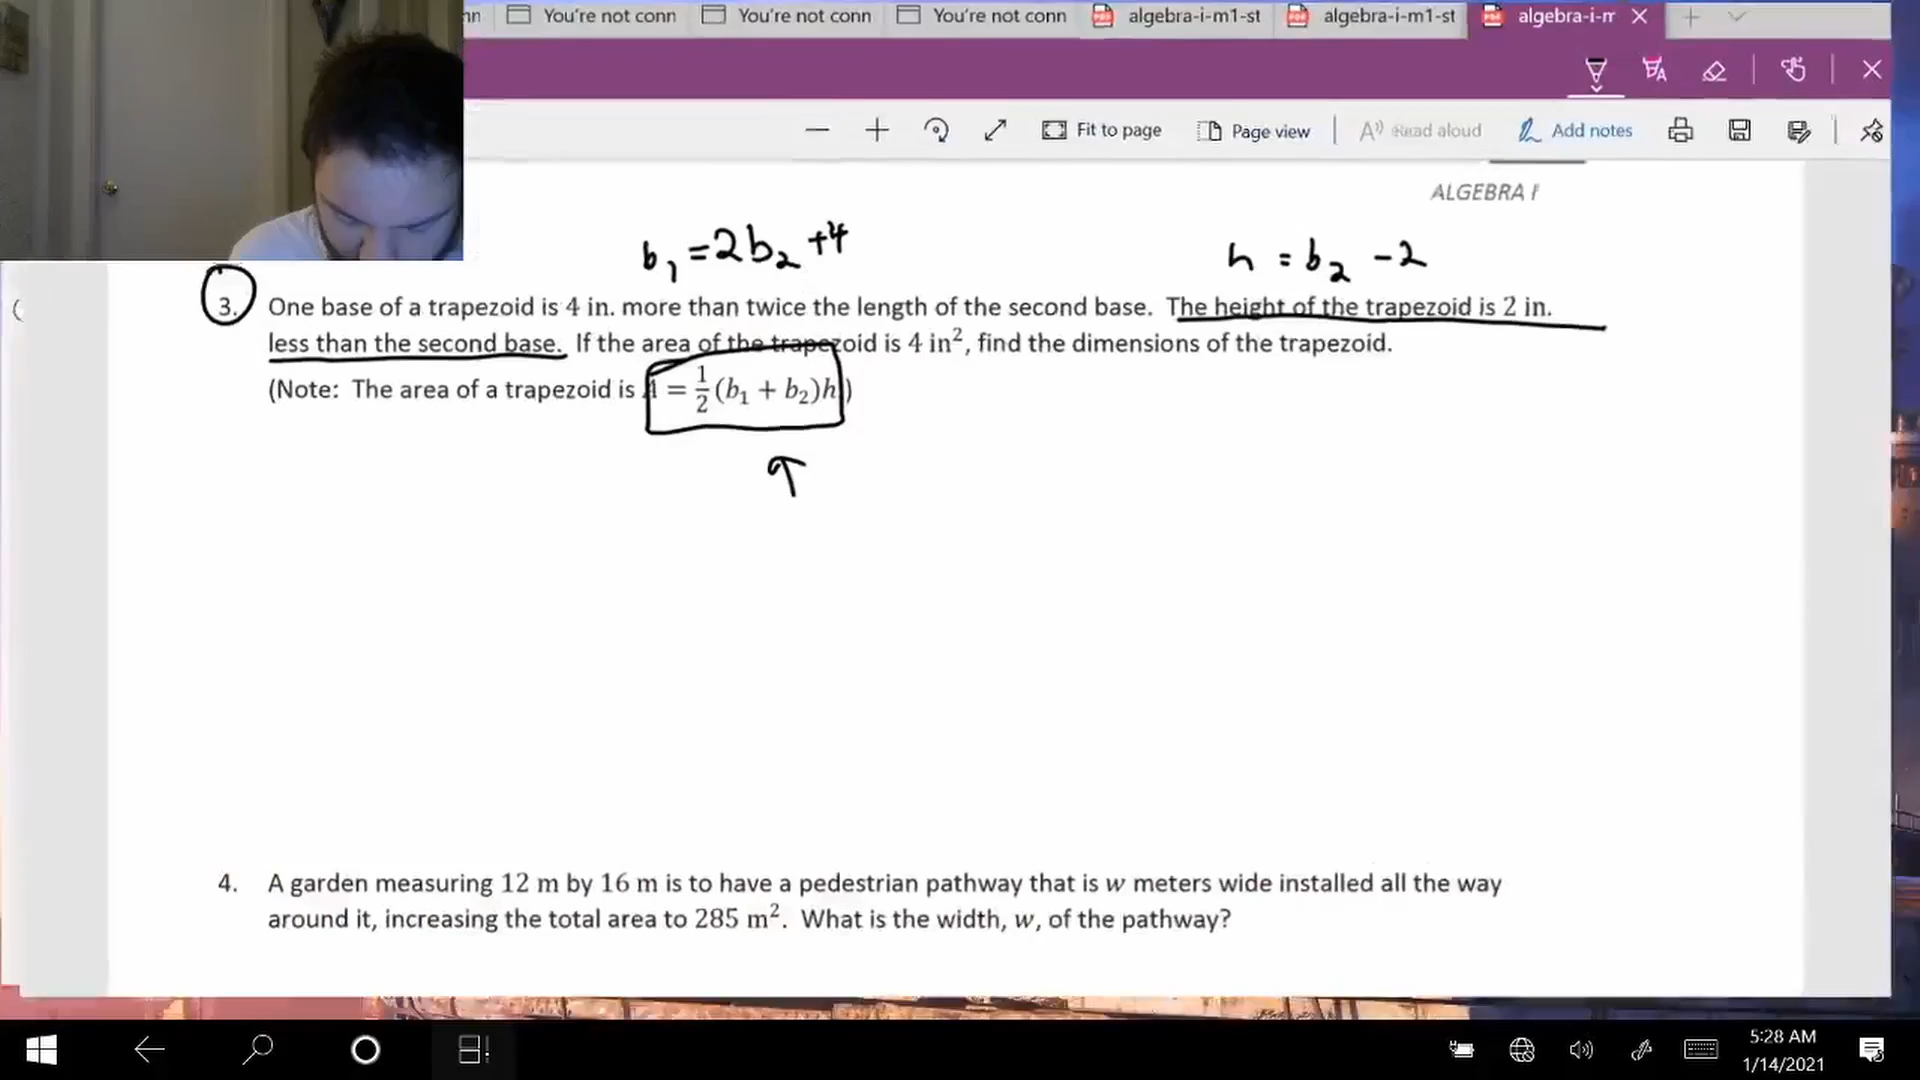 nn You're not conn You're not conn You're not conn algebra-i-m1-st algebra-i-m1-st algebra-i-m
Fit to page Page view Read aloud Add notes
ALGEBRA I
b₁ = 2b₂ + 4 h = b₂ - 2
3. One base of a trapezoid is 4 in. more than twice the length of the second base. The height of the trapezoid is 2 in.
less than the second base. If the area of the trapezoid is 4 in², find the dimensions of the trapezoid.
(Note: The area of a trapezoid is A = 1/2 (b₁ + b₂)h.)
4. A garden measuring 12 m by 16 m is to have a pedestrian pathway that is w meters wide installed all the way
around it, increasing the total area to 285 m². What is the width, w, of the pathway?
5:28 AM
1/14/2021